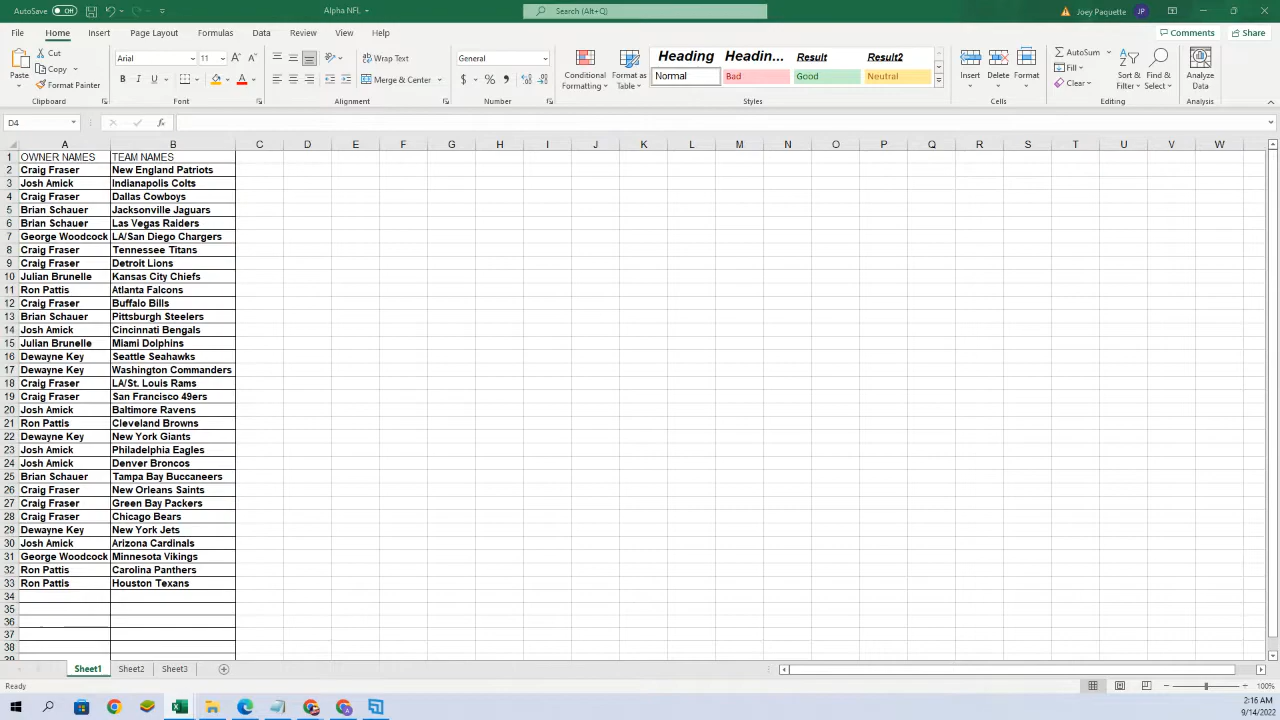 AutoSave Off Alpha NFL Search (Alt+Q) Joey Paquette JP
File Home Insert Page Layout Formulas Data Review View Help Comments Share
Paste Cut Copy Format Painter Clipboard
Arial 11 A A B I U A Font
Wrap Text Merge & Center Alignment
General $ % Number
Conditional Formatting Format as Table Heading Headin... Result Result2 Normal Bad Good Neutral Styles
Insert Delete Format Cells
AutoSum Fill Clear Sort & Filter Find & Select Editing
Analyze Data Analysis
D4 fx
A B C D E F G H I J K L M N O P Q R S T U V W
1 OWNER NAMES TEAM NAMES
2 Craig Fraser New England Patriots
3 Josh Amick Indianapolis Colts
4 Craig Fraser Dallas Cowboys
5 Brian Schauer Jacksonville Jaguars
6 Brian Schauer Las Vegas Raiders
7 George Woodcock LA/San Diego Chargers
8 Craig Fraser Tennessee Titans
9 Craig Fraser Detroit Lions
10 Julian Brunelle Kansas City Chiefs
11 Ron Pattis Atlanta Falcons
12 Craig Fraser Buffalo Bills
13 Brian Schauer Pittsburgh Steelers
14 Josh Amick Cincinnati Bengals
15 Julian Brunelle Miami Dolphins
16 Dewayne Key Seattle Seahawks
17 Dewayne Key Washington Commanders
18 Craig Fraser LA/St. Louis Rams
19 Craig Fraser San Francisco 49ers
20 Josh Amick Baltimore Ravens
21 Ron Pattis Cleveland Browns
22 Dewayne Key New York Giants
23 Josh Amick Philadelphia Eagles
24 Josh Amick Denver Broncos
25 Brian Schauer Tampa Bay Buccaneers
26 Craig Fraser New Orleans Saints
27 Craig Fraser Green Bay Packers
28 Craig Fraser Chicago Bears
29 Dewayne Key New York Jets
30 Josh Amick Arizona Cardinals
31 George Woodcock Minnesota Vikings
32 Ron Pattis Carolina Panthers
33 Ron Pattis Houston Texans
34
35
36
37
38
39
Sheet1 Sheet2 Sheet3
Ready 100%
2:16 AM
9/14/2022